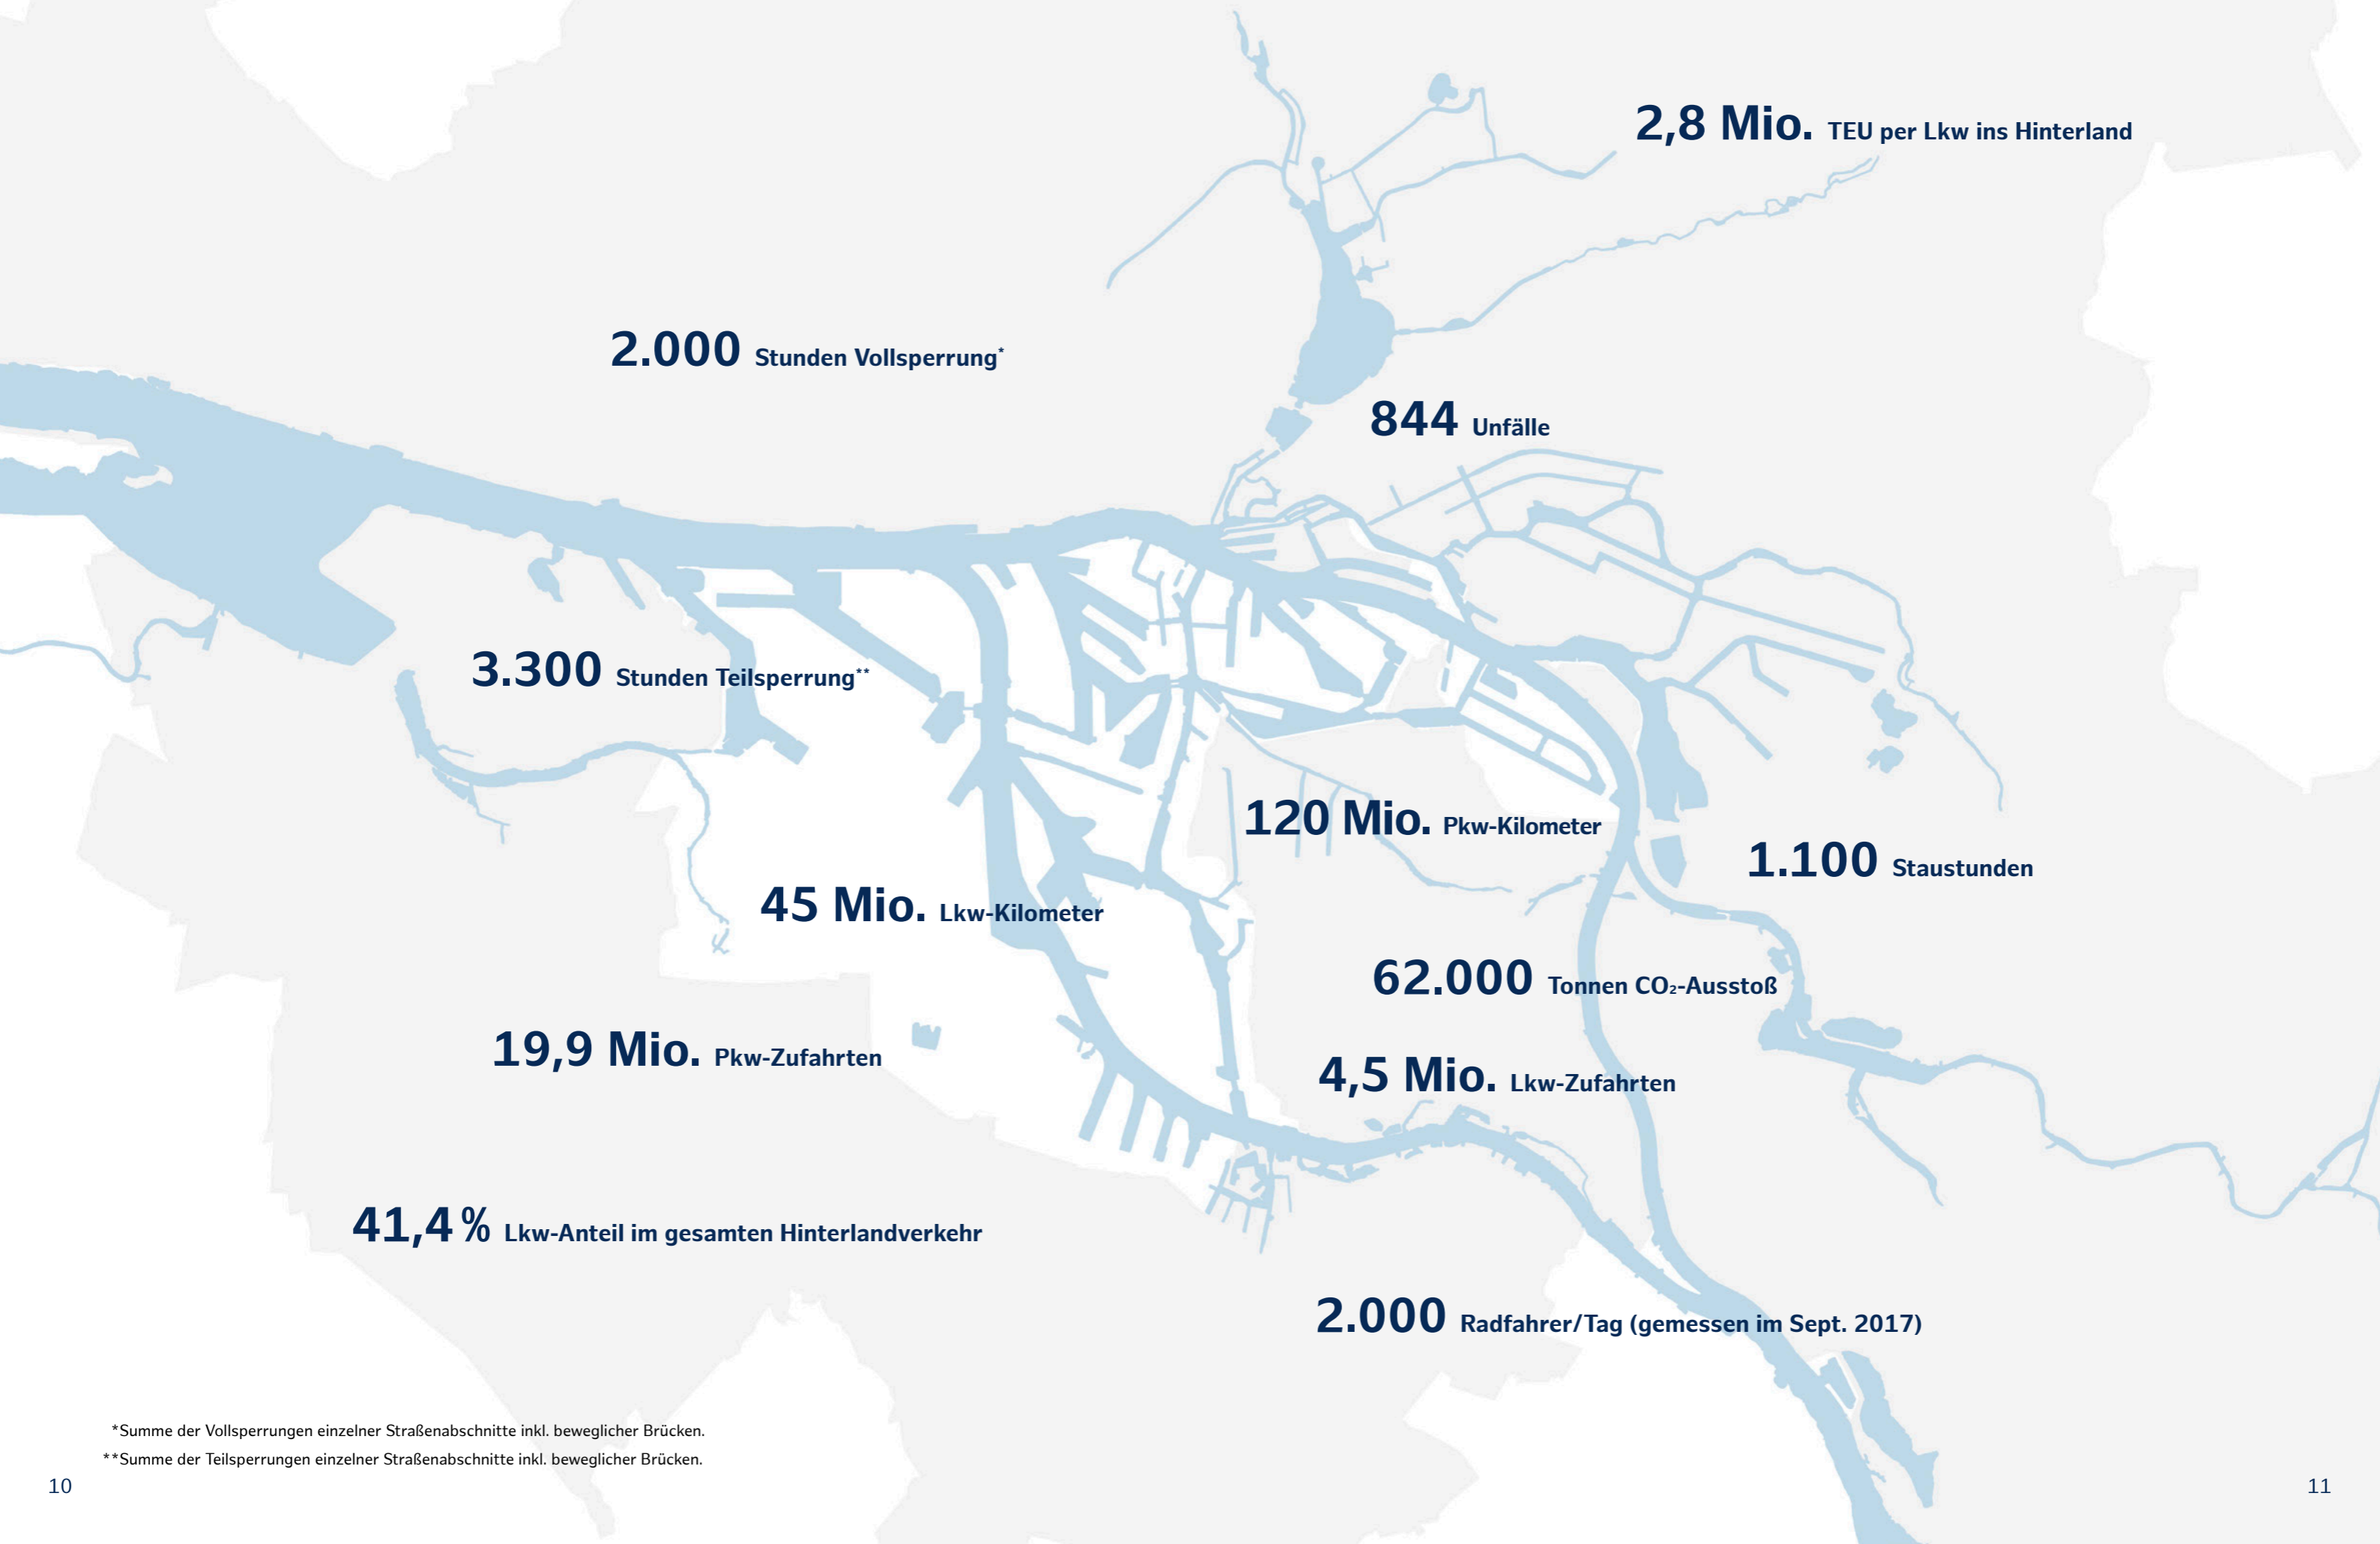 2,8 Mio. TEU per Lkw ins Hinterland
2.000 Stunden Vollsperrung*
844 Unfälle
3.300 Stunden Teilsperrung**
120 Mio. Pkw-Kilometer
1.100 Staustunden
45 Mio. Lkw-Kilometer
62.000 Tonnen CO₂-Ausstoß
19,9 Mio. Pkw-Zufahrten
4,5 Mio. Lkw-Zufahrten
41,4 % Lkw-Anteil im gesamten Hinterlandverkehr
2.000 Radfahrer/Tag (gemessen im Sept. 2017)
*Summe der Vollsperrungen einzelner Straßenabschnitte inkl. beweglicher Brücken.
**Summe der Teilsperrungen einzelner Straßenabschnitte inkl. beweglicher Brücken.
10
11